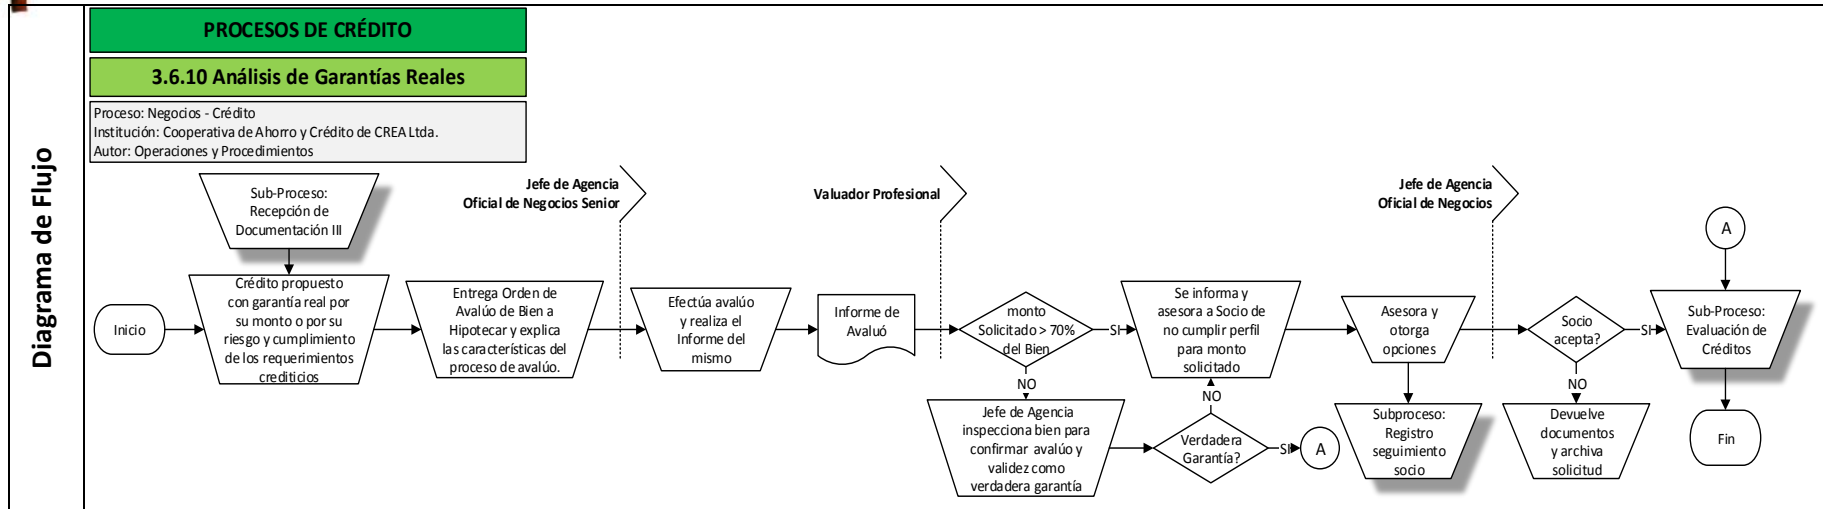 Diagrama de Flujo
PROCESOS DE CRÉDITO
3.6.10 Análisis de Garantías Reales
Proceso: Negocios - Crédito
Institución: Cooperativa de Ahorro y Crédito de CREA Ltda.
Autor: Operaciones y Procedimientos
Sub-Proceso:
Recepción de
Documentación III
Jefe de Agencia
Oficial de Negocios Senior
Valuador Profesional
Jefe de Agencia
Oficial de Negocios
A
Inicio
Crédito propuesto
con garantía real por
su monto o por su
riesgo y cumplimiento
de los requerimientos
crediticios
Entrega Orden de
Avalúo de Bien a
Hipotecar y explica
las características del
proceso de avalúo.
Efectúa avalúo
y realiza el
Informe del
mismo
Informe de
Avaluó
monto
Solicitado > 70%
del Bien
SI
Se informa y
asesora a Socio de
no cumplir perfil
para monto
solicitado
Asesora y
otorga
opciones
Socio
acepta?
SI
Sub-Proceso:
Evaluación de
Créditos
NO
NO
NO
Jefe de Agencia
inspecciona bien para
confirmar avalúo y
validez como
verdadera garantía
Verdadera
Garantía?
SI
A
Subproceso:
Registro
seguimiento
socio
Devuelve
documentos
y archiva
solicitud
Fin